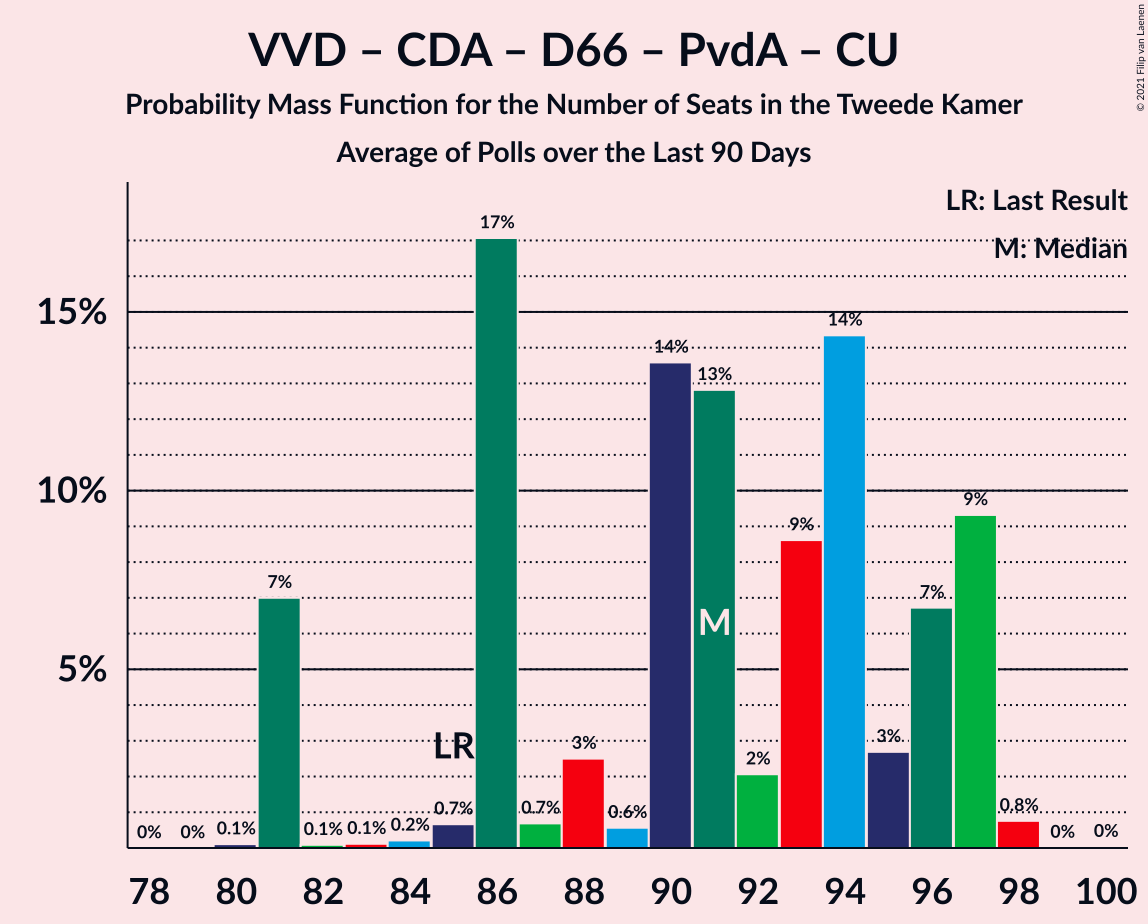 VVD – CDA – D66 – PvdA – CU
Probability Mass Function for the Number of Seats in the Tweede Kamer
Average of Polls over the Last 90 Days
© 2021 Filip van Laenen
LR: Last Result
M: Median
15%
10%
5%
0%
0%
0.1%
7%
0.1%
0.1%
0.2%
0.7%
LR
17%
0.7%
3%
0.6%
14%
13%
M
2%
9%
14%
3%
7%
9%
0.8%
0%
0%
78 80 82 84 86 88 90 92 94 96 98 100